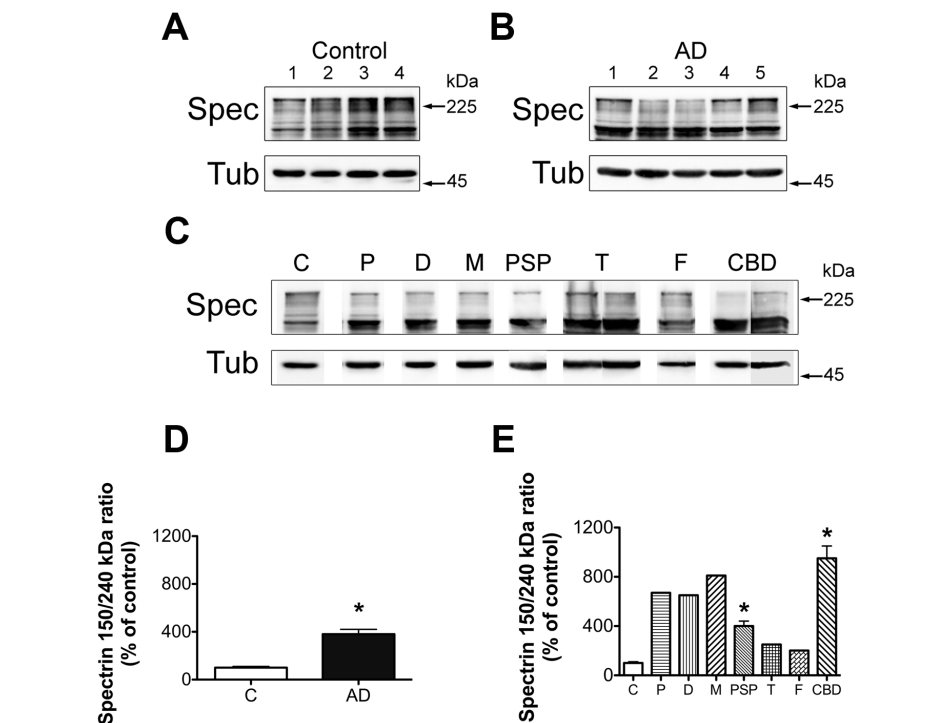 A
Control
1 2 3 4
kDa
Spec
225
Tub
45
B
AD
1 2 3 4 5
kDa
Spec
225
Tub
45
C
C P D M PSP T F CBD
kDa
Spec
225
Tub
45
D
Spectrin 150/240 kDa ratio
(% of control)
1200
800
400
0
*
C AD
E
Spectrin 150/240 kDa ratio
(% of control)
1200
800
400
0
* *
C P D M PSP T F CBD